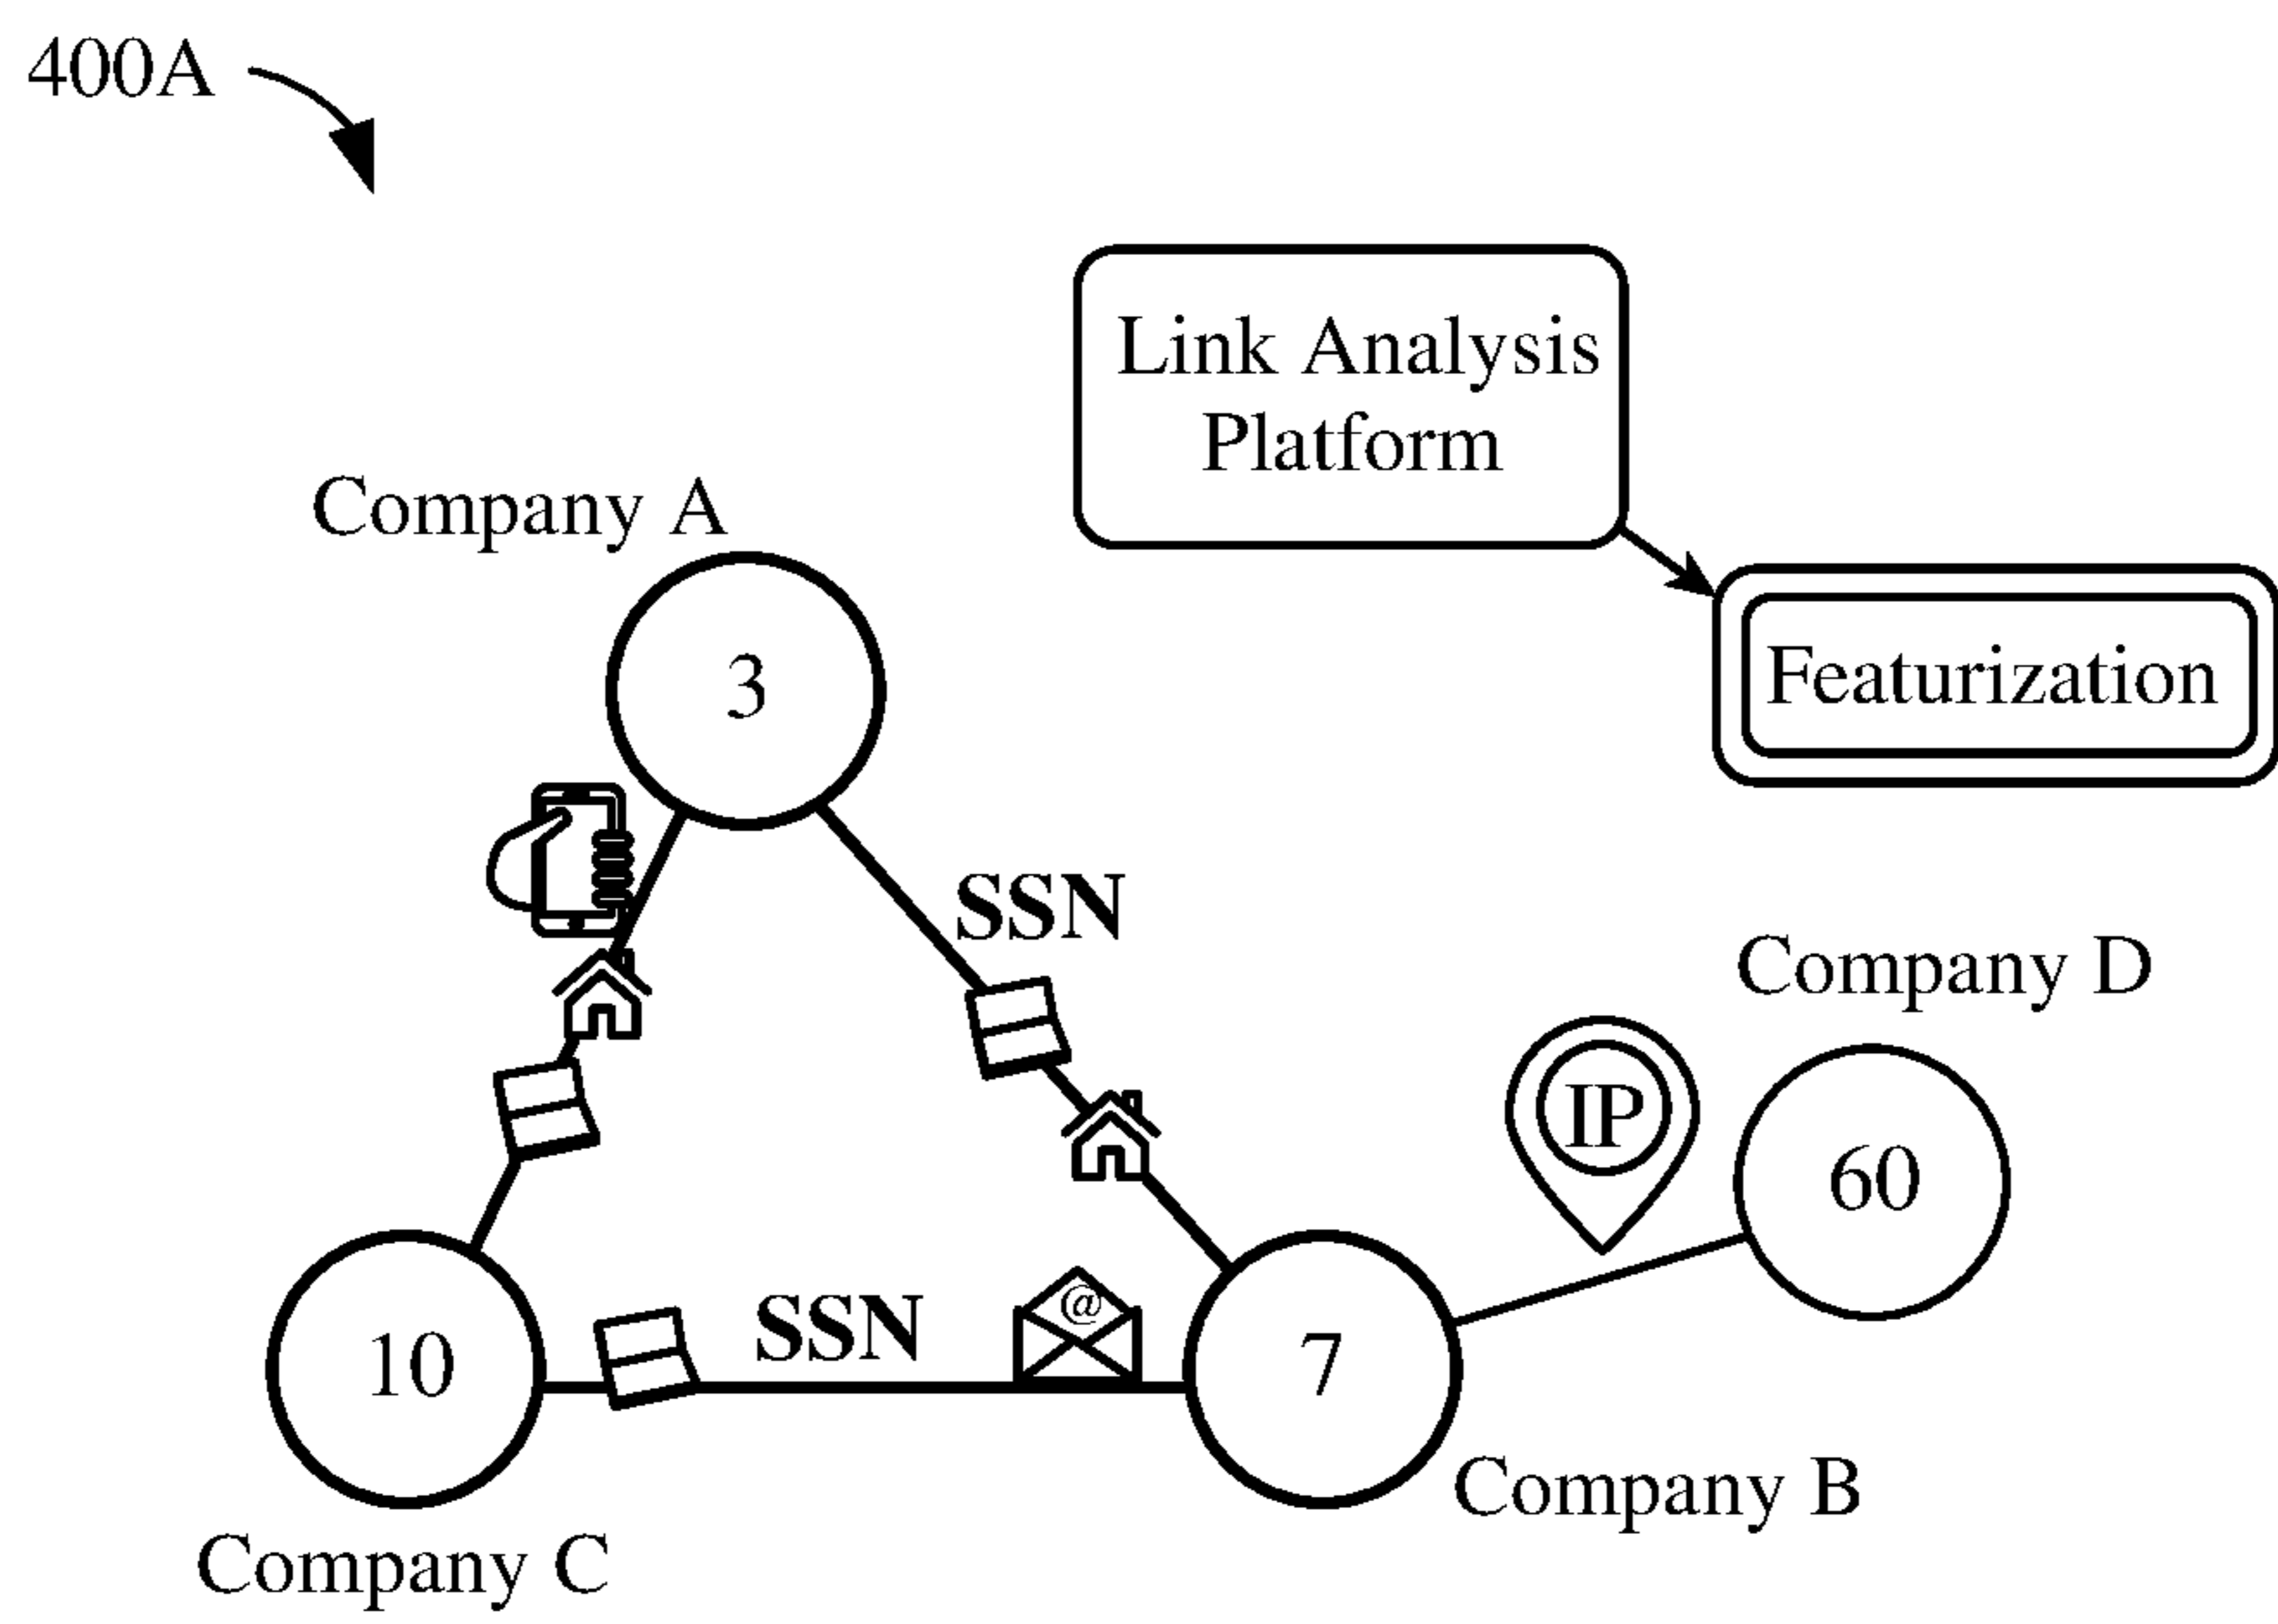 400A
Link Analysis
Platform
Company A
3
Featurization
SSN
Company D
IP
60
SSN
@
10
7
Company B
Company C